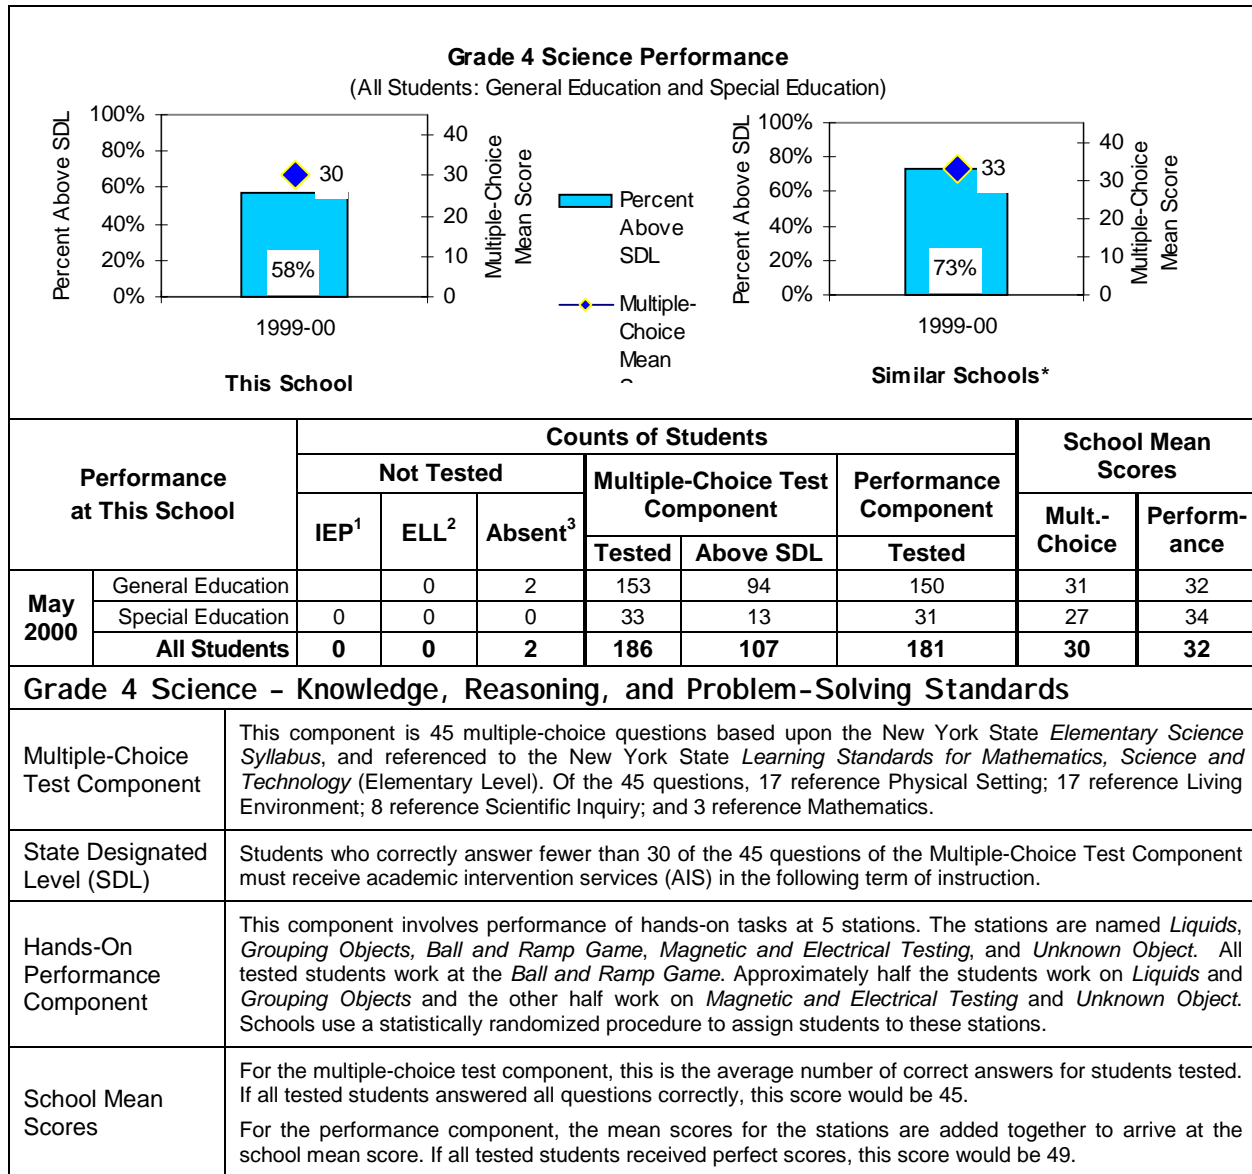 Grade 4 Science Performance
(All Students: General Education and Special Education)
Percent Above SDL
100%
80%
60%
40%
20%
0%
30
58%
40
30
20
10
0
Multiple-Choice
Mean Score
1999-00
This School
Percent
Above
SDL
Multiple-
Choice
Mean
Percent Above SDL
100%
80%
60%
40%
20%
0%
33
73%
40
30
20
10
0
Multiple-Choice
Mean Score
1999-00
Similar Schools*
Performance
at This School
Counts of Students
School Mean
Scores
Not Tested
Multiple-Choice Test
Component
Performance
Component
IEP1 ELL2 Absent3
Tested Above SDL Tested
Mult.-
Choice
Perform-
ance
May
2000
General Education 0 2 153 94 150 31 32
Special Education 0 0 0 33 13 31 27 34
All Students 0 0 2 186 107 181 30 32
Grade 4 Science – Knowledge, Reasoning, and Problem-Solving Standards
Multiple-Choice
Test Component
This component is 45 multiple-choice questions based upon the New York State Elementary Science
Syllabus, and referenced to the New York State Learning Standards for Mathematics, Science and
Technology (Elementary Level). Of the 45 questions, 17 reference Physical Setting; 17 reference Living
Environment; 8 reference Scientific Inquiry; and 3 reference Mathematics.
State Designated
Level (SDL)
Students who correctly answer fewer than 30 of the 45 questions of the Multiple-Choice Test Component
must receive academic intervention services (AIS) in the following term of instruction.
Hands-On
Performance
Component
This component involves performance of hands-on tasks at 5 stations. The stations are named Liquids,
Grouping Objects, Ball and Ramp Game, Magnetic and Electrical Testing, and Unknown Object. All
tested students work at the Ball and Ramp Game. Approximately half the students work on Liquids and
Grouping Objects and the other half work on Magnetic and Electrical Testing and Unknown Object.
Schools use a statistically randomized procedure to assign students to these stations.
School Mean
Scores
For the multiple-choice test component, this is the average number of correct answers for students tested.
If all tested students answered all questions correctly, this score would be 45.
For the performance component, the mean scores for the stations are added together to arrive at the
school mean score. If all tested students received perfect scores, this score would be 49.